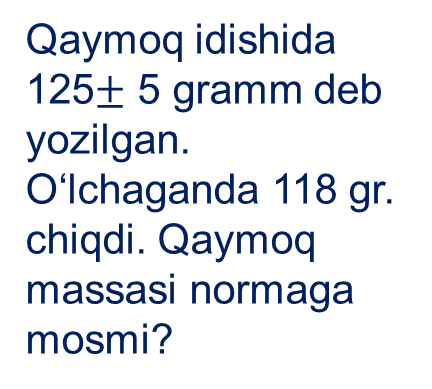 Qaymoq idishida
125± 5 gramm deb
yozilgan.
O‘lchaganda 118 gr.
chiqdi. Qaymoq
massasi normaga
mosmi?